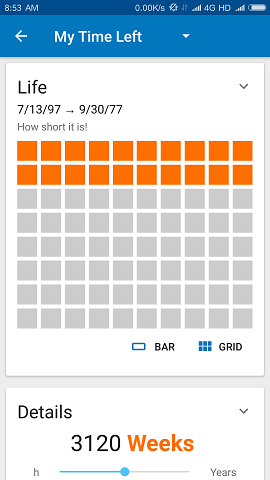 8:53 AM 0.00K/s 4G HD
My Time Left
Life
7/13/97 → 9/30/77
How short it is!
BAR GRID
Details
3120 Weeks
h Years